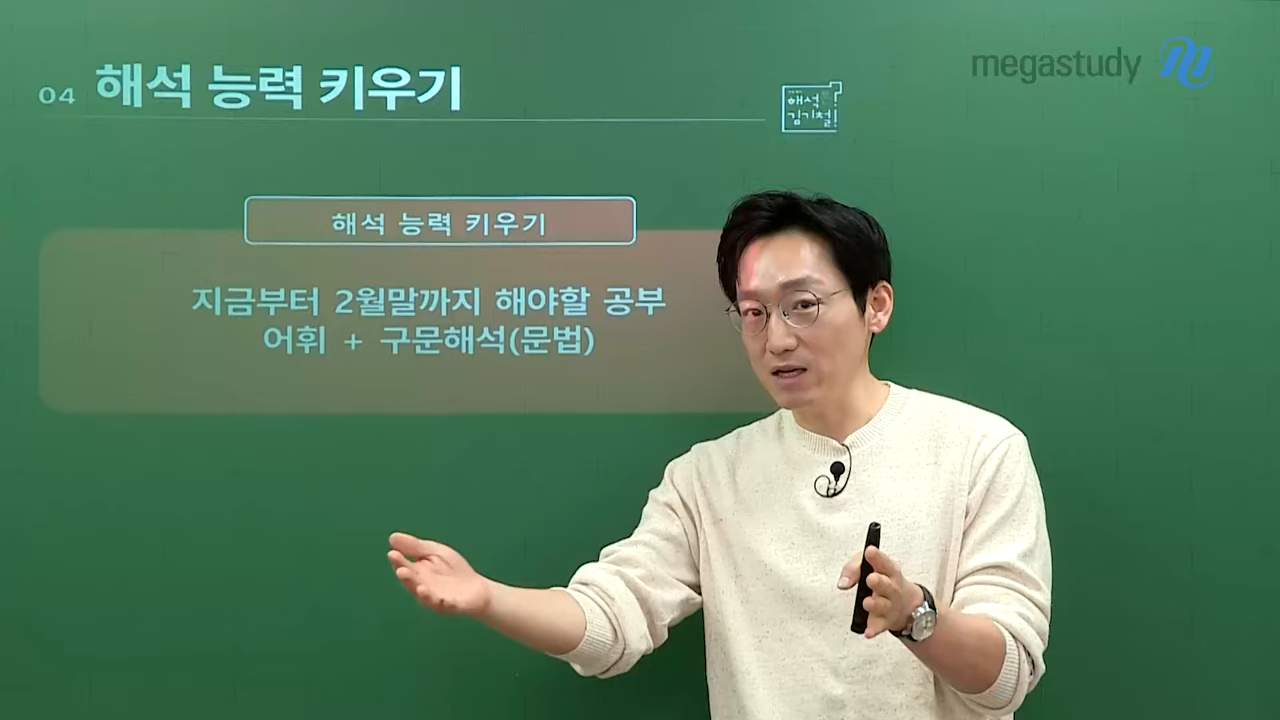 04 해석 능력 키우기
megastudy
해석
김기철!
해석 능력 키우기
지금부터 2월말까지 해야할 공부
어휘 + 구문해석(문법)